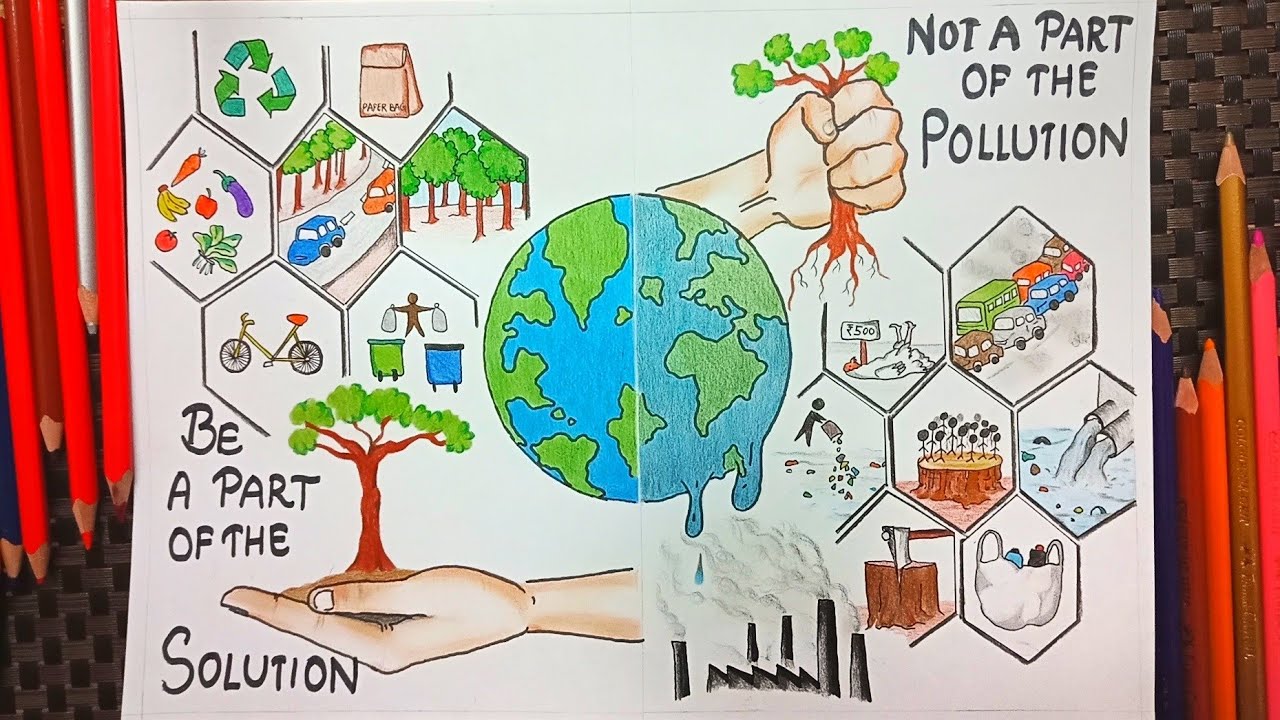 PAPER BAG
BE
A PART
OF THE
SOLUTION
NOT A PART
OF THE
POLLUTION
₹500